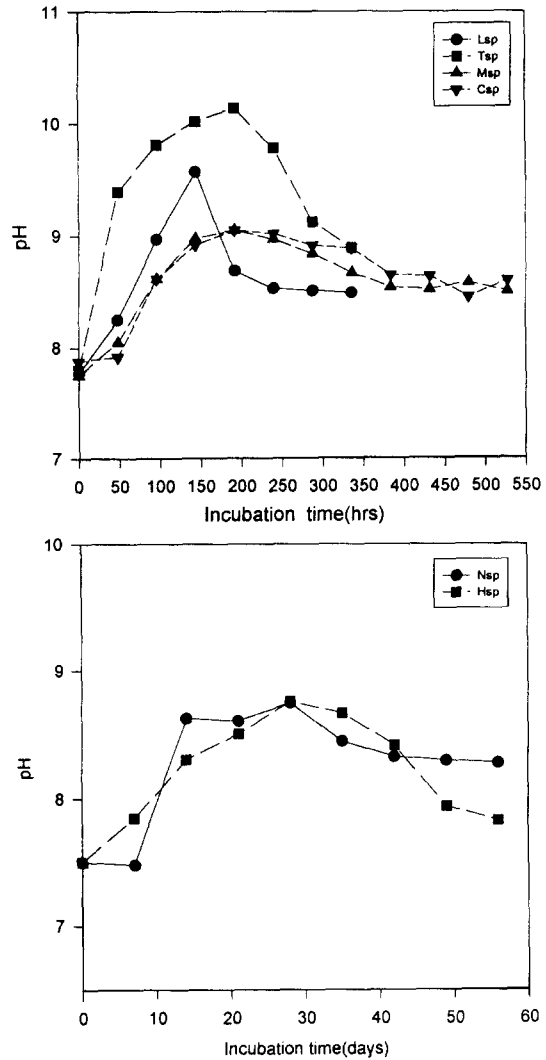 11
10
9
8
7
pH
Lsp
Tsp
Msp
Csp
0 50 100 150 200 250 300 350 400 450 500 550
Incubation time(hrs)
10
9
8
7
pH
Nsp
Hsp
0 10 20 30 40 50 60
Incubation time(days)